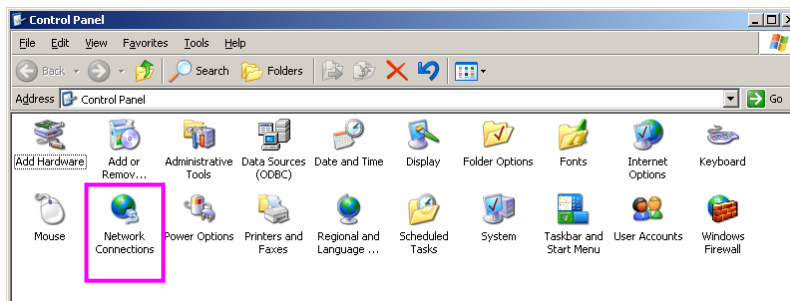 Control Panel
File Edit View Favorites Tools Help
Back Search Folders
Address Control Panel Go
Add Hardware Add or Remov... Administrative Tools Data Sources (ODBC) Date and Time Display Folder Options Fonts Internet Options Keyboard
Mouse Network Connections Power Options Printers and Faxes Regional and Language ... Scheduled Tasks System Taskbar and Start Menu User Accounts Windows Firewall